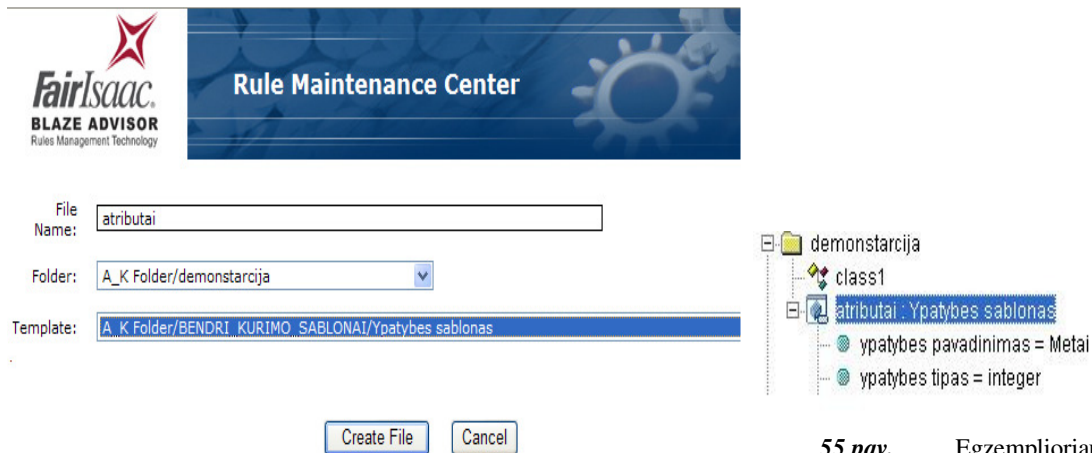 FairIsaac.
BLAZE ADVISOR
Rules Management Technology
Rule Maintenance Center
File
Name:
atributai
Folder:
A_K Folder/demonstarcija
Template:
A_K Folder/BENDRI_KURIMO_SABLONAI/Ypatybes sablonas
Create File
Cancel
demonstarcija
class1
atributai : Ypatybes sablonas
ypatybes pavadinimas = Metai
ypatybes tipas = integer
55 pav.